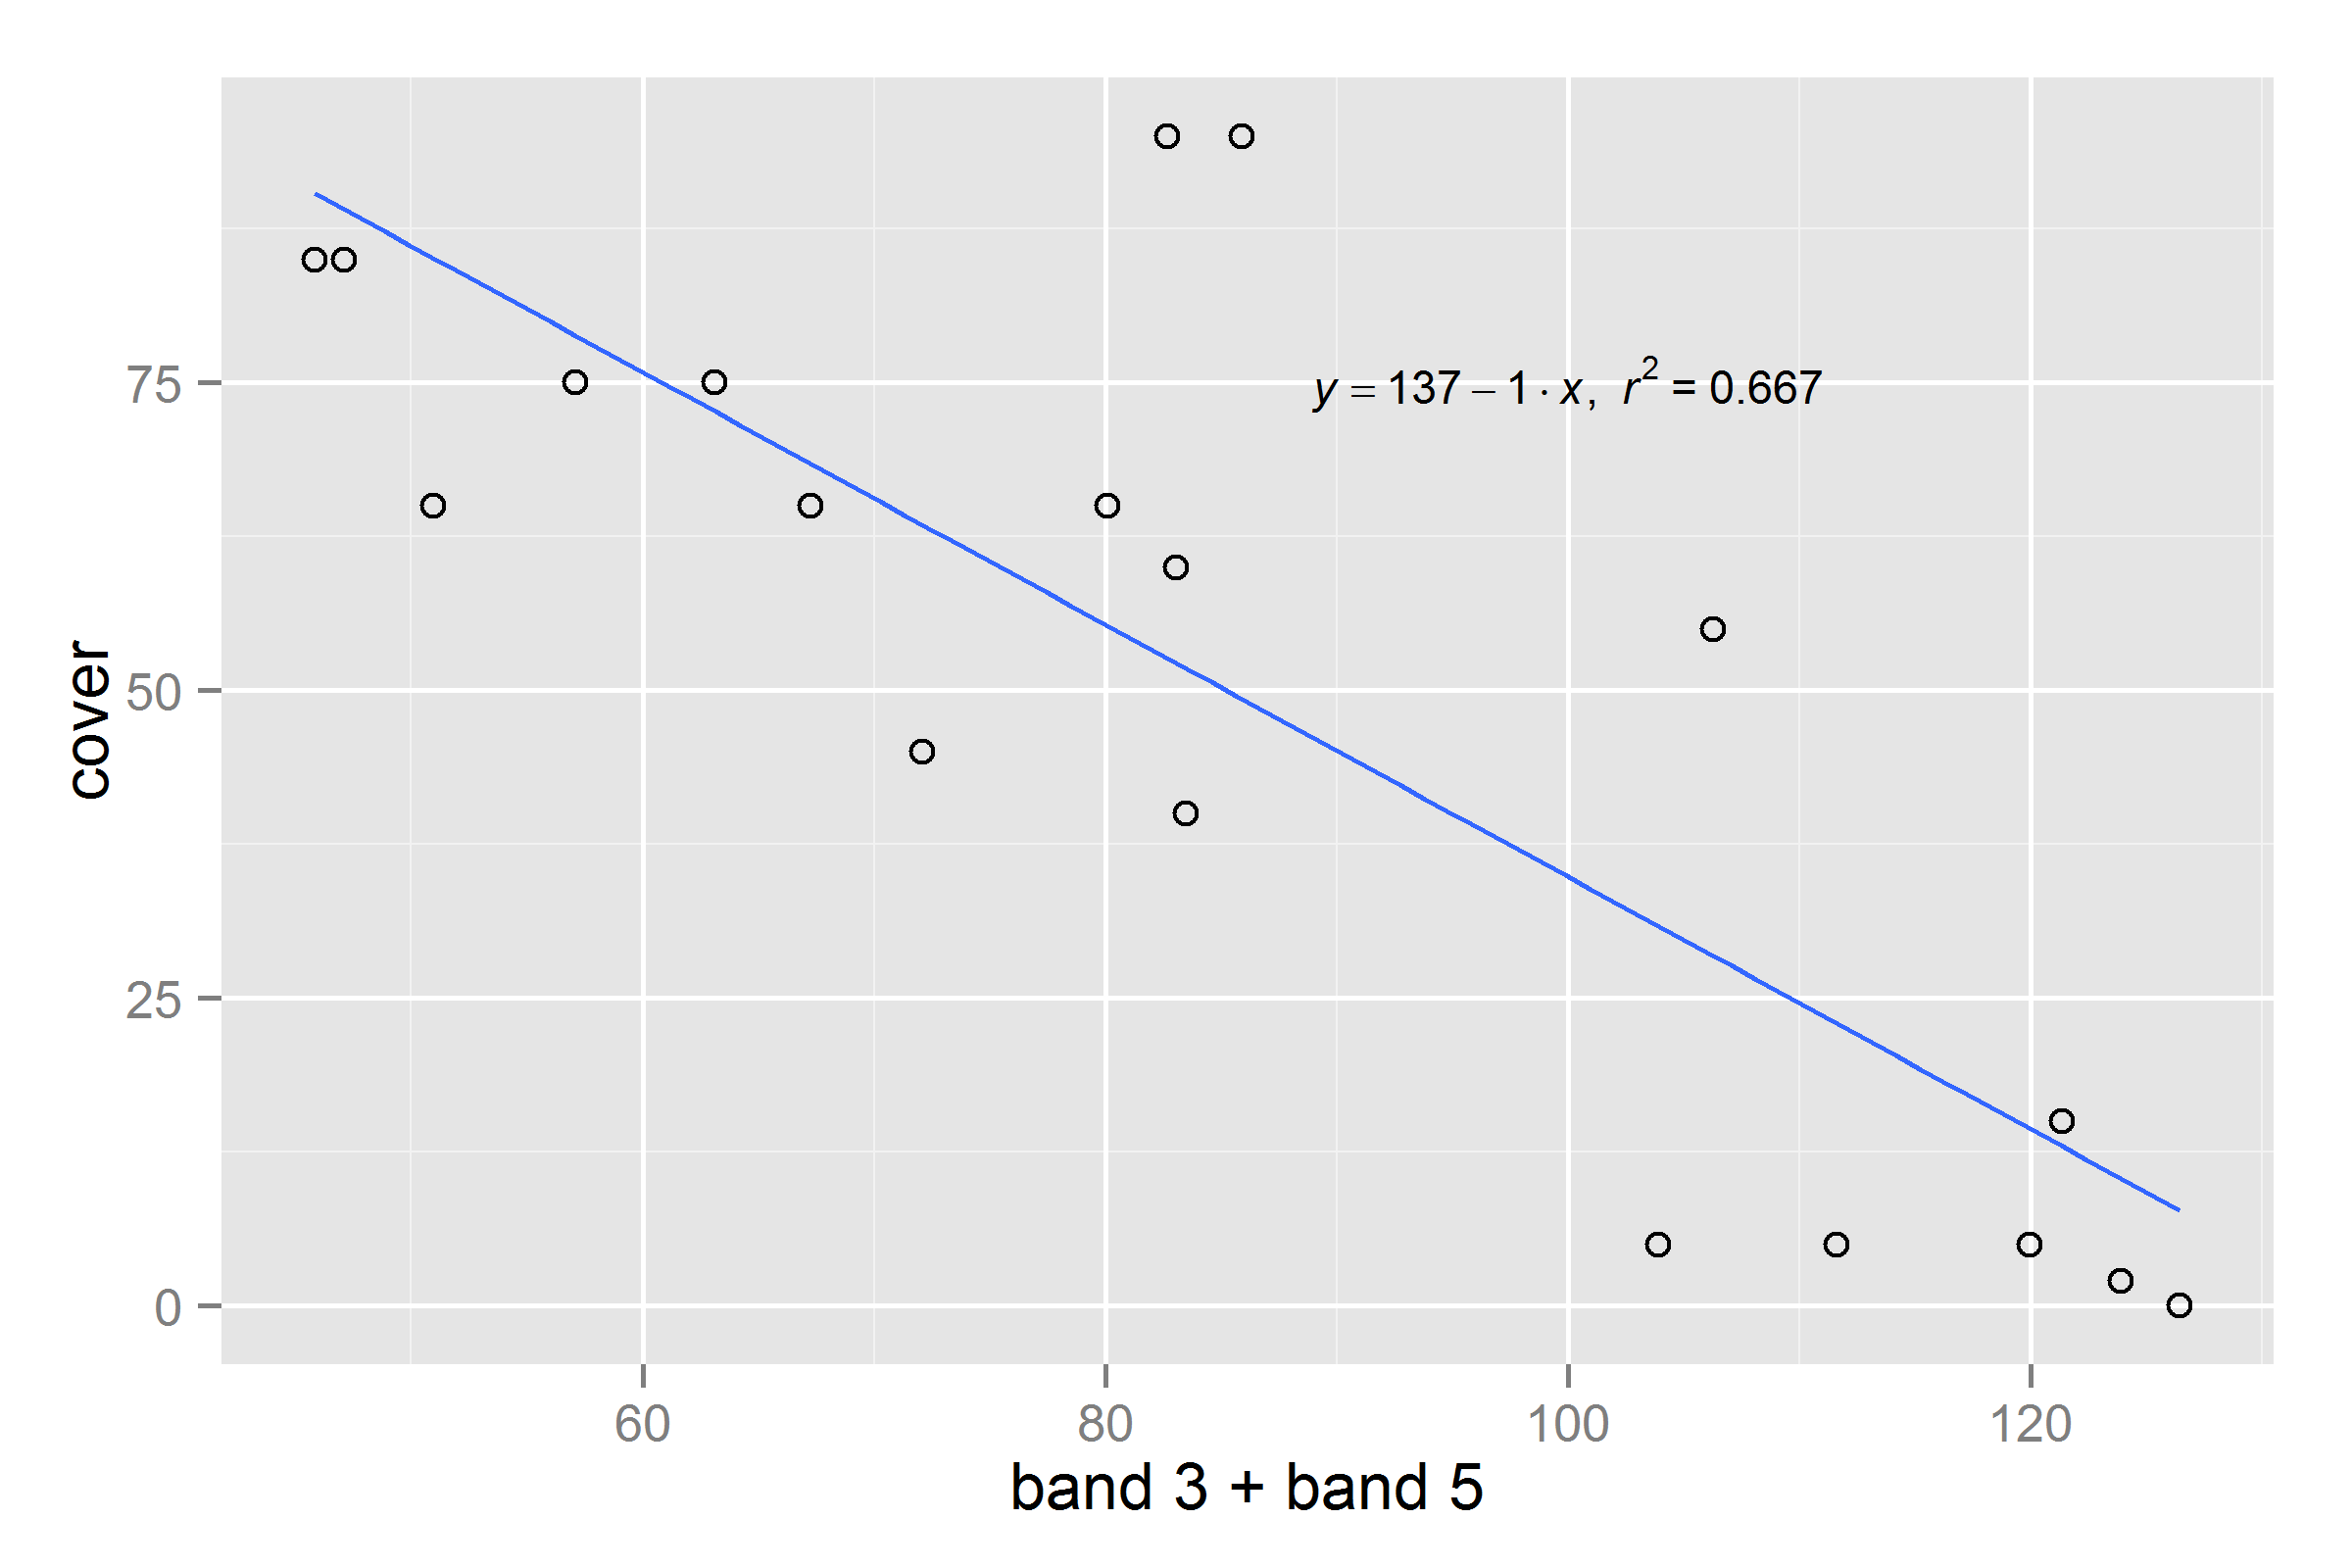 y = 137 − 1 · x, r² = 0.667
cover
75
50
25
0
60 80 100 120
band 3 + band 5